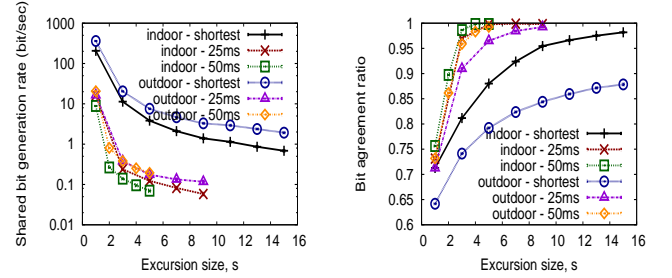 Shared bit generation rate (bit/sec)
1000
100
10
1
0.1
0.01
indoor - shortest
indoor - 25ms
indoor - 50ms
outdoor - shortest
outdoor - 25ms
outdoor - 50ms
0 2 4 6 8 10 12 14 16
Excursion size, s
Bit agreement ratio
1
0.95
0.9
0.85
0.8
0.75
0.7
0.65
0.6
indoor - shortest
indoor - 25ms
indoor - 50ms
outdoor - shortest
outdoor - 25ms
outdoor - 50ms
0 2 4 6 8 10 12 14 16
Excursion size, s